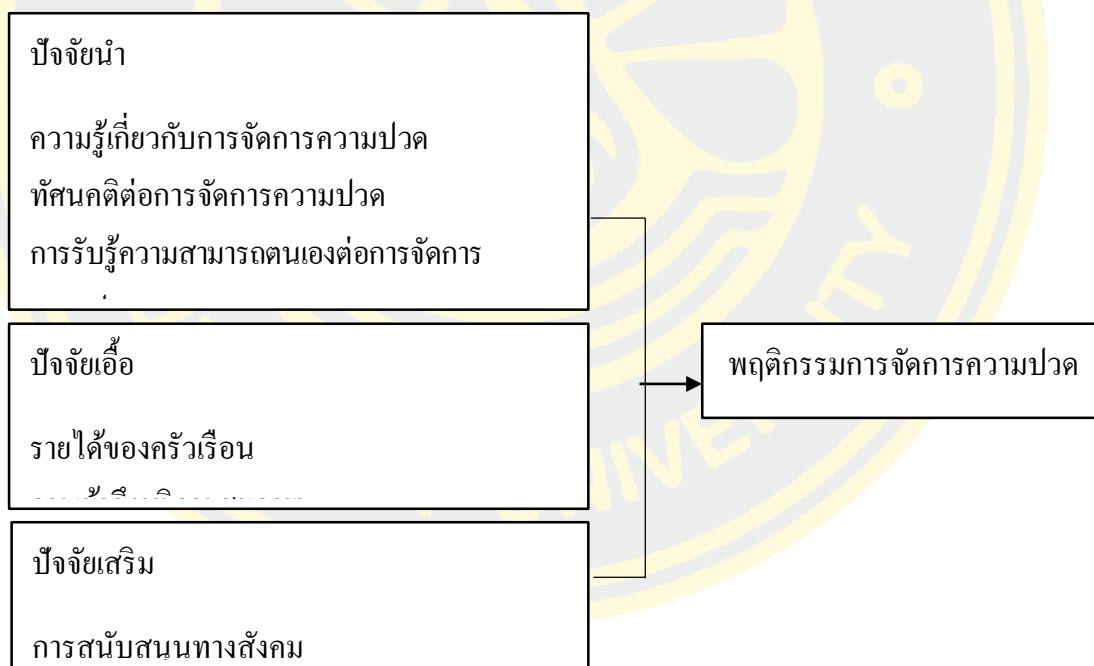 ปัจจัยนำ
ความรู้เกี่ยวกับการจัดการความปวด
ทัศนคติต่อการจัดการความปวด
การรับรู้ความสามารถตนเองต่อการจัดการ
ปัจจัยเอื้อ
รายได้ของครัวเรือน
ปัจจัยเสริม
การสนับสนุนทางสังคม
พฤติกรรมการจัดการความปวด